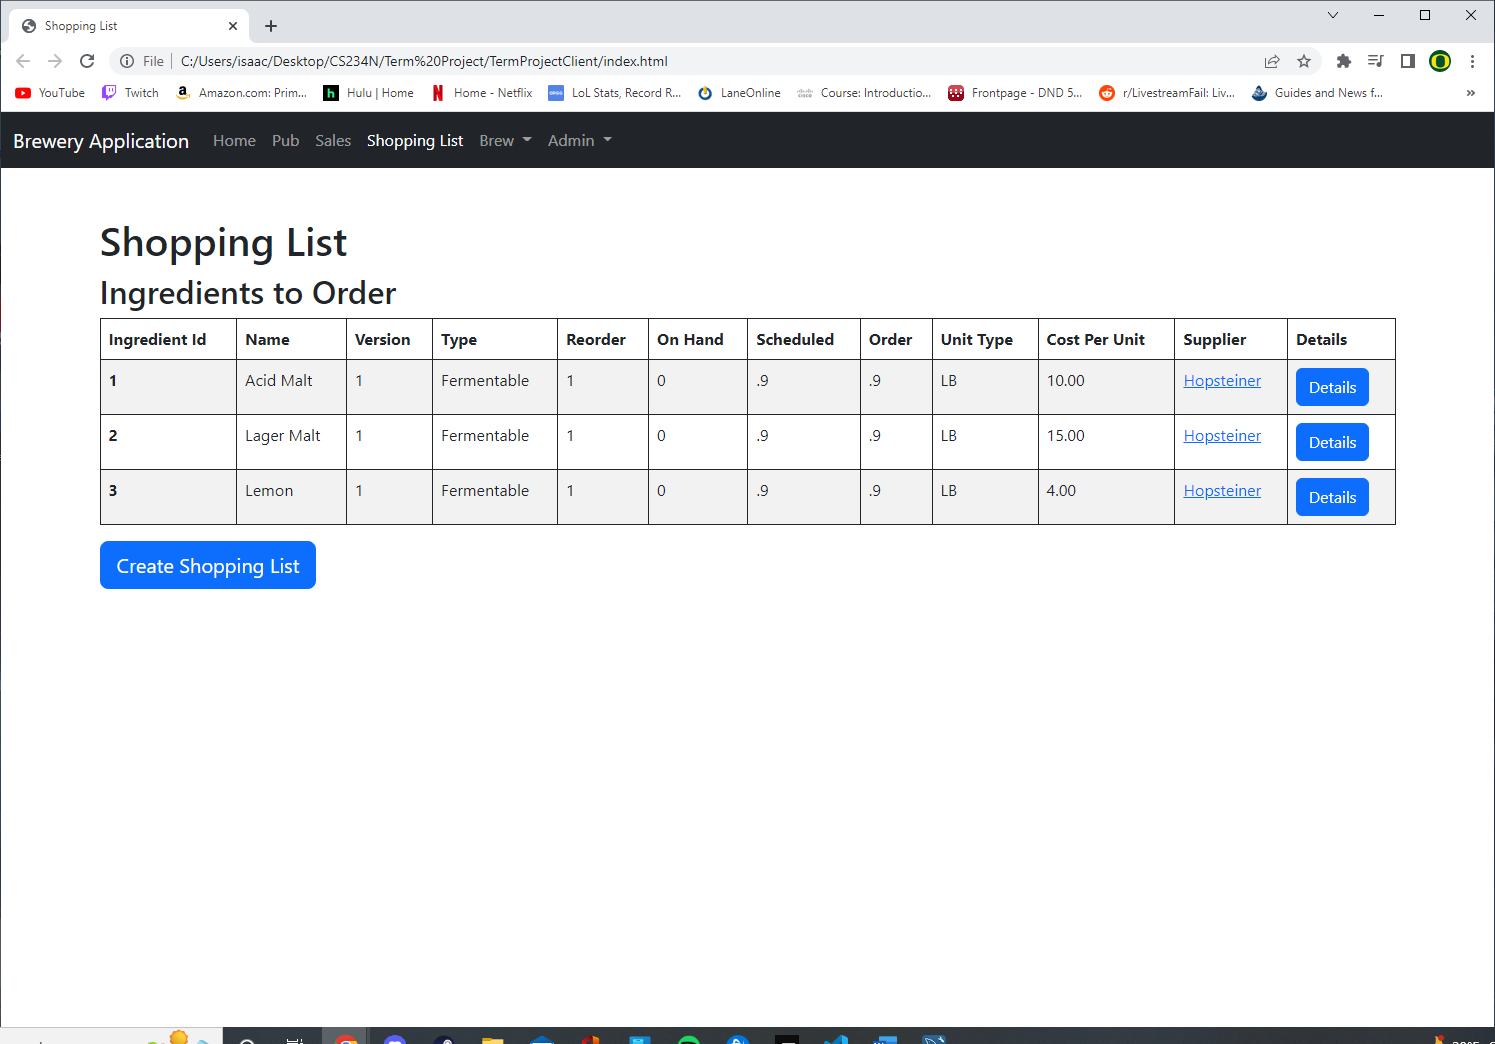 Shopping List
File C:/Users/isaac/Desktop/CS234N/Term%20Project/TermProjectClient/index.html
YouTube Twitch Amazon.com: Prim... Hulu | Home Home - Netflix LoL Stats, Record R... LaneOnline Course: Introductio... Frontpage - DND 5... r/LivestreamFail: Liv... Guides and News f... »
Brewery Application Home Pub Sales Shopping List Brew Admin
Shopping List
Ingredients to Order
Ingredient Id Name Version Type Reorder On Hand Scheduled Order Unit Type Cost Per Unit Supplier Details
1 Acid Malt 1 Fermentable 1 0 .9 .9 LB 10.00 Hopsteiner Details
2 Lager Malt 1 Fermentable 1 0 .9 .9 LB 15.00 Hopsteiner Details
3 Lemon 1 Fermentable 1 0 .9 .9 LB 4.00 Hopsteiner Details
Create Shopping List